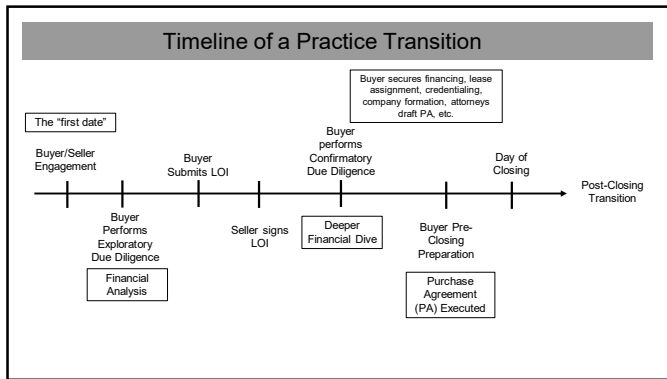 Timeline of a Practice Transition
Buyer secures financing, lease
assignment, credentialing,
company formation, attorneys
draft PA, etc.
The “first date”
Buyer/Seller
Engagement
Buyer
Submits LOI
Buyer
performs
Confirmatory
Due Diligence
Day of
Closing
Post-Closing
Transition
Buyer
Performs
Exploratory
Due Diligence
Financial
Analysis
Seller signs
LOI
Deeper
Financial Dive
Buyer Pre-
Closing
Preparation
Purchase
Agreement
(PA) Executed